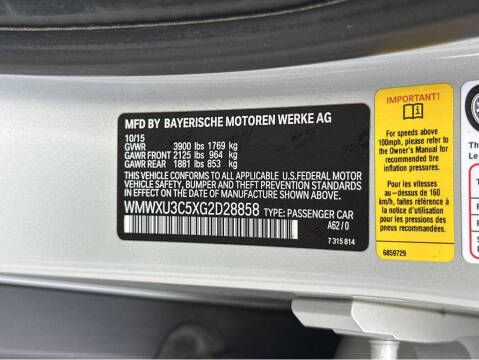 MFD BY BAYERISCHE MOTOREN WERKE AG
10/15
GVWR 3900 lbs 1769 kg
GAWR FRONT 2125 lbs 964 kg
GAWR REAR 1881 lbs 853 kg
THIS VEHICLE CONFORMS TO ALL APPLICABLE U.S.FEDERAL MOTOR
VEHICLE SAFETY, BUMPER, AND THEFT PREVENTION STANDARDS
IN EFFECT ON THE DATE OF MANUFACTURE SHOWN ABOVE.
WMWXU3C5XG2D28858 TYPE: PASSENGER CAR
A62/0
7 315 814
IMPORTANT!
For speeds above
100mph, please refer to
the Owner's Manual for
recommended tire
inflation pressures.
Pour les vitesses
au-dessus de 160
km/h, faites référence à
la notice d'utilisation
pour les pressions de
pneus recommandées.
6859729